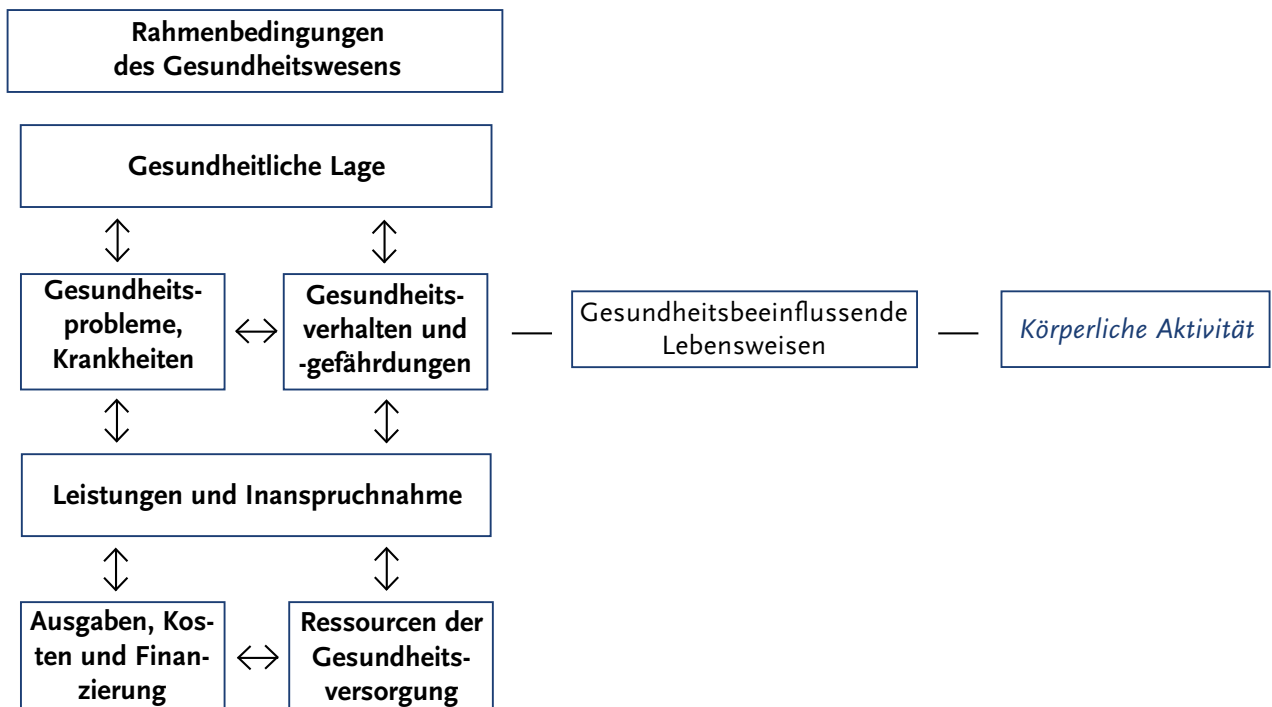 Rahmenbedingungen
des Gesundheitswesens
Gesundheitliche Lage
Gesundheits-
probleme,
Krankheiten
Gesundheits-
verhalten und
-gefährdungen
Gesundheitsbeeinflussende
Lebensweisen
Körperliche Aktivität
Leistungen und Inanspruchnahme
Ausgaben, Kos-
ten und Finan-
zierung
Ressourcen der
Gesundheits-
versorgung